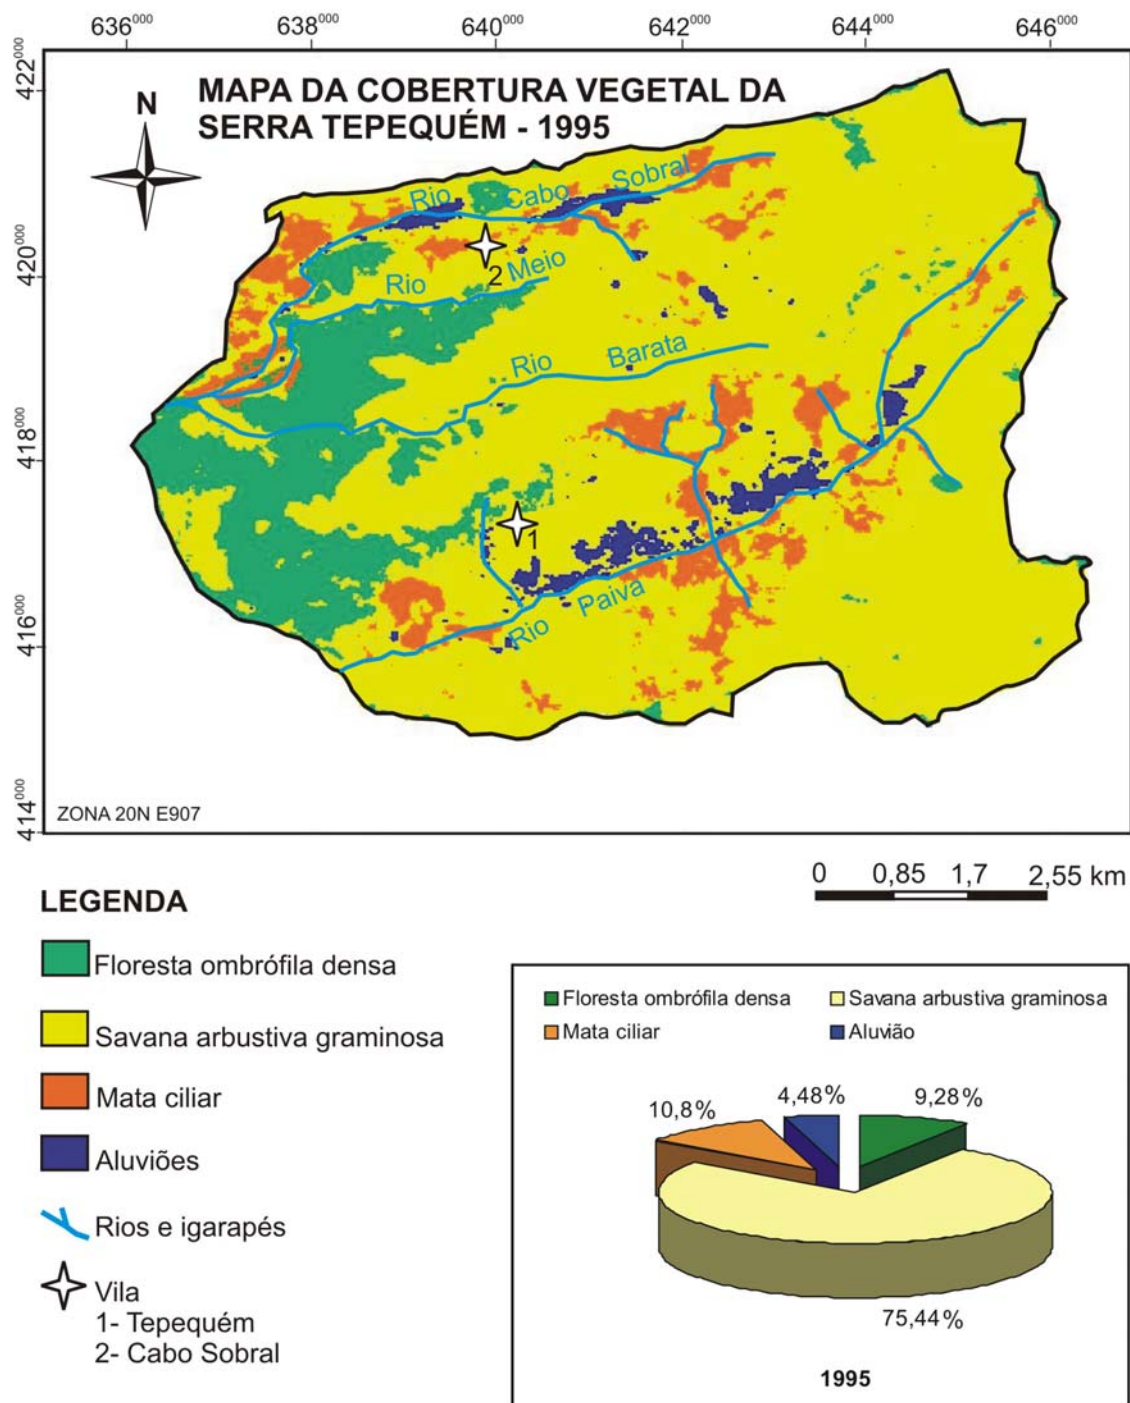 636000 638000 640000 642000 644000 646000
422000
420000
418000
416000
414000
MAPA DA COBERTURA VEGETAL DA
SERRA TEPEQUÉM - 1995
N
Rio Cabo Sobral
2
Rio Meio
Rio Barata
1
Rio Paiva
ZONA 20N E907
0 0,85 1,7 2,55 km
LEGENDA
Floresta ombrófila densa
Savana arbustiva graminosa
Mata ciliar
Aluviões
Rios e igarapés
Vila
1- Tepequém
2- Cabo Sobral
Floresta ombrófila densa Savana arbustiva graminosa
Mata ciliar Aluvião
10,8% 4,48% 9,28%
75,44%
1995